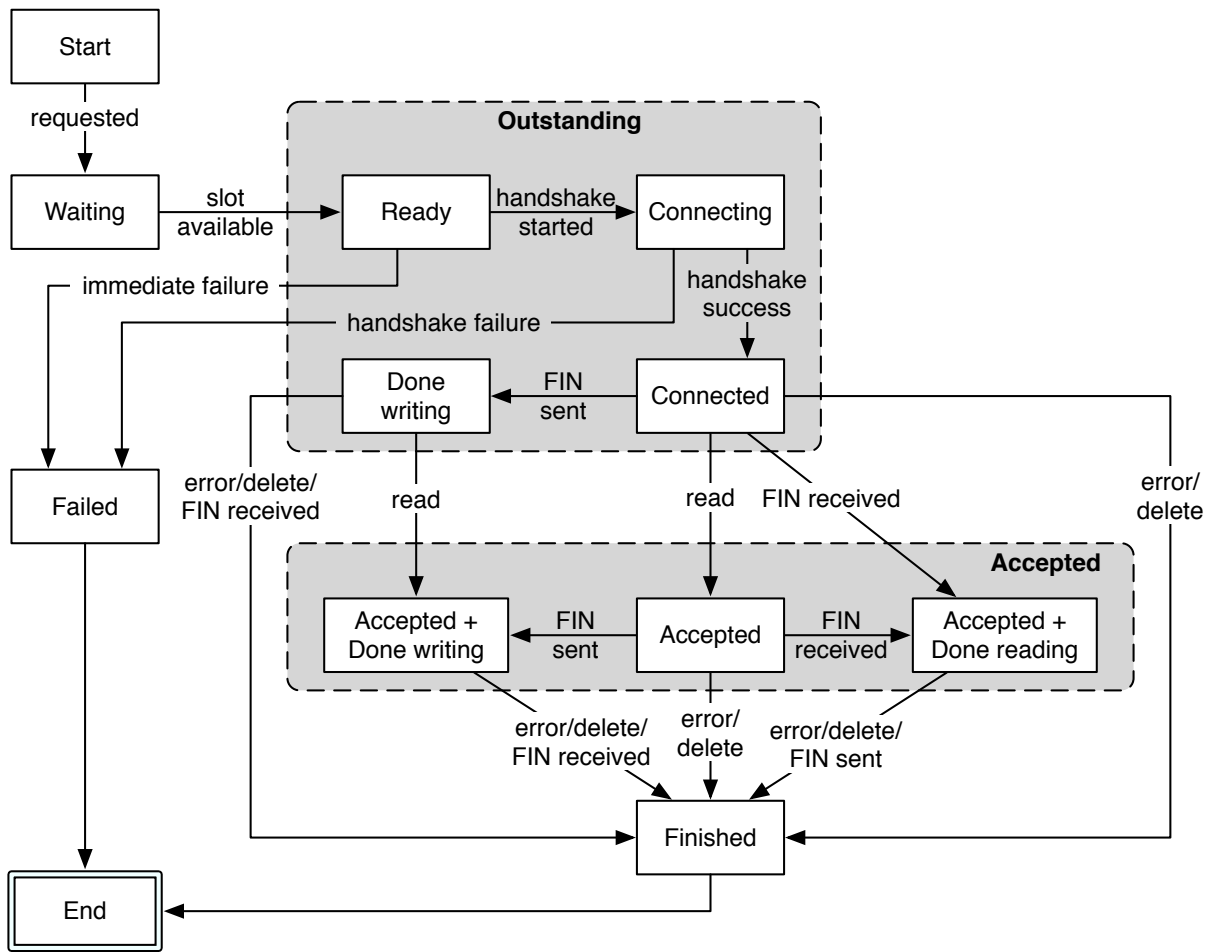 Start
requested
Outstanding
Waiting
slot
available
Ready
handshake
started
Connecting
immediate failure
handshake
success
handshake failure
Done
writing
FIN
sent
Connected
Failed
error/delete/
FIN received
read
read
FIN received
error/
delete
Accepted
Accepted +
Done writing
FIN
sent
Accepted
FIN
received
Accepted +
Done reading
error/delete/
FIN received
error/
delete
error/delete/
FIN sent
Finished
End